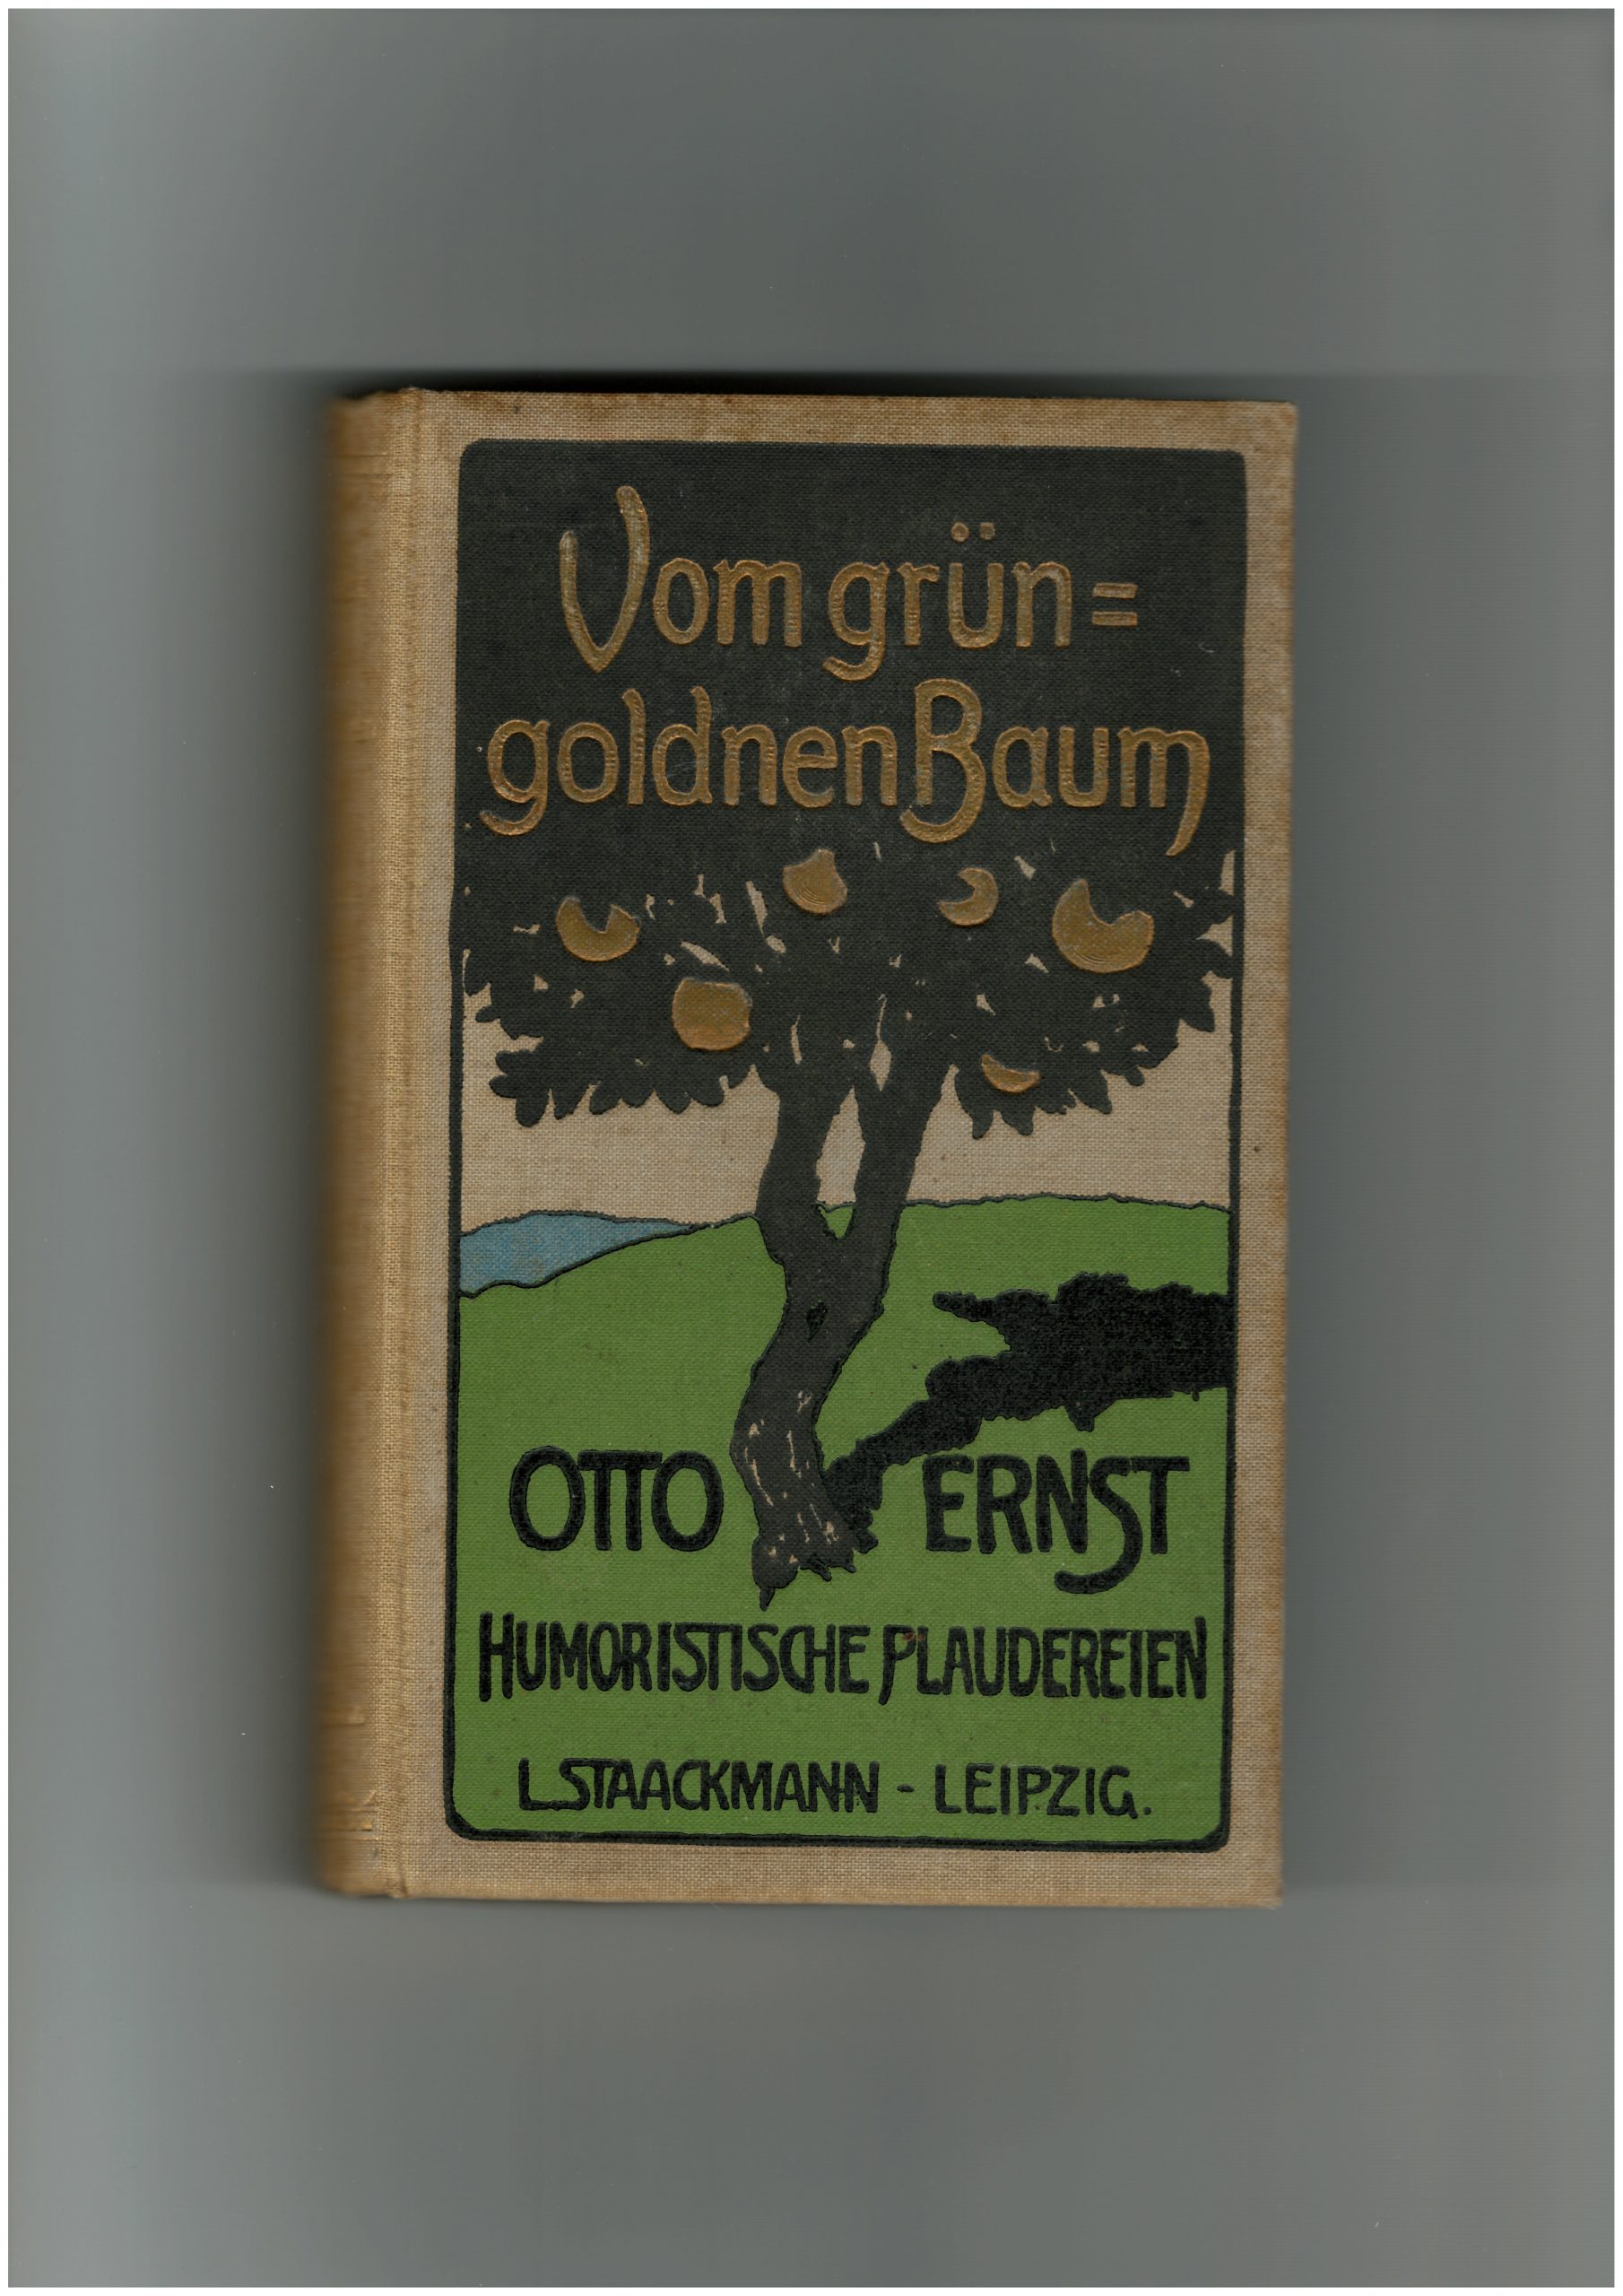 Vom grün=
goldnen Baum
OTTO ERNST
HUMORISTISCHE PLAUDEREIEN
L STAACKMANN - LEIPZIG.